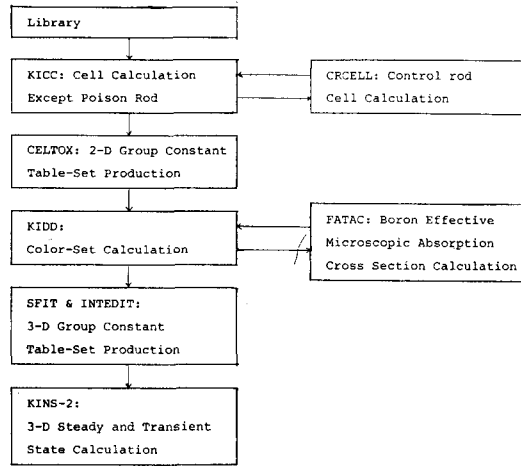 Library
KICC: Cell Calculation
Except Poison Rod
CRCELL: Control rod
Cell Calculation
CELTOX: 2-D Group Constant
Table-Set Production
KIDD:
Color-Set Calculation
FATAC: Boron Effective
Microscopic Absorption
Cross Section Calculation
SFIT & INTEDIT:
3-D Group Constant
Table-Set Production
KINS-2:
3-D Steady and Transient
State Calculation